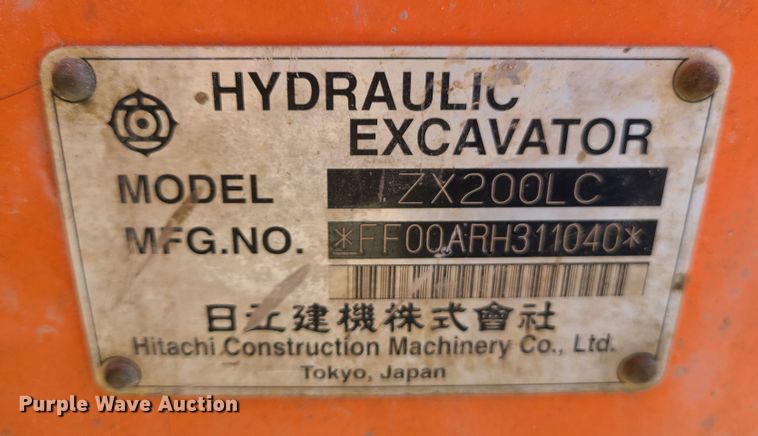 HYDRAULIC
EXCAVATOR
MODEL ZX200LC
MFG.NO. *FF00ARH311040*
日立建機株式會社
Hitachi Construction Machinery Co., Ltd.
Tokyo, Japan
Purple Wave Auction